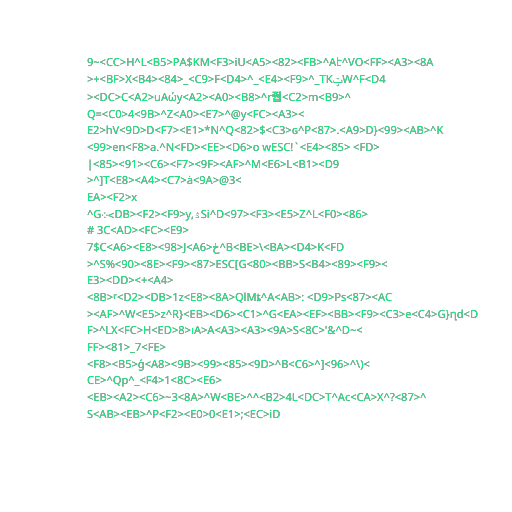 9~<CC>H^L<B5>PA$KM<F3>iU<A5><82><FB>^A^VO<FF><A3><8A
>+<BF>X<B4><84>_<C9>F<D4>^_<E4><F9>^_TKW^F<D4
><DC>C<A2>uAώy<A2><A0><B8>^r<C2>m<B9>^
Q=<C0>4<9B>^Z<A0><E7>^@y<FC><A3><
E2>hV<9D>D<F7><E1>*N^Q<82>$<C3>ɞ^P<87>.<A9>D}<99><AB>^K
<99>en<F8>a.^N<FD><EE><D6>o wESC!`<E4><85> <FD>
|<85><91><C6><F7><9F><AF>^M<E6>L<B1><D9
>^]T<E8><A4><C7>à<9A>@3<
EA><F2>x
^G<DB><F2><F9>y,Si^D<97><F3><E5>Z^L<F0><86>
# 3C<AD><FC><E9>
7$C<A6><E8><98>J<A6>خ^B<BE>\<BA><D4>K<FD
>^S%<90><8E><F9><87>ESC[G<80><BB>S<B4><89><F9><
E3><DD><+<A4>
<8B>ʳ<D2><DB>1z<E8><8A>QlM^A<AB>: <D9>Ps<87><AC
><AF>^W<E5>z^R}<EB><D6><C1>^G<EA><EF><BB><F9><C3>e<C4>G}ηd<D
F>^LX<FC>H<ED>8>ıA>A<A3><A3><9A>S<8C>'&^D~<
FF><81>_7<FE>
<F8><B5>ģ<A8><9B><99><85><9D>^B<C6>^]<96>^\)<
CE>^Qp^_<F4>1<8C><E6>
<EB><A2><C6>~3<8A>^W<BE>^^<B2>4L<DC>T^Ac<CA>X^?<87>^
S<AB><EB>^P<F2><E0>0<E1>;<EC>iD